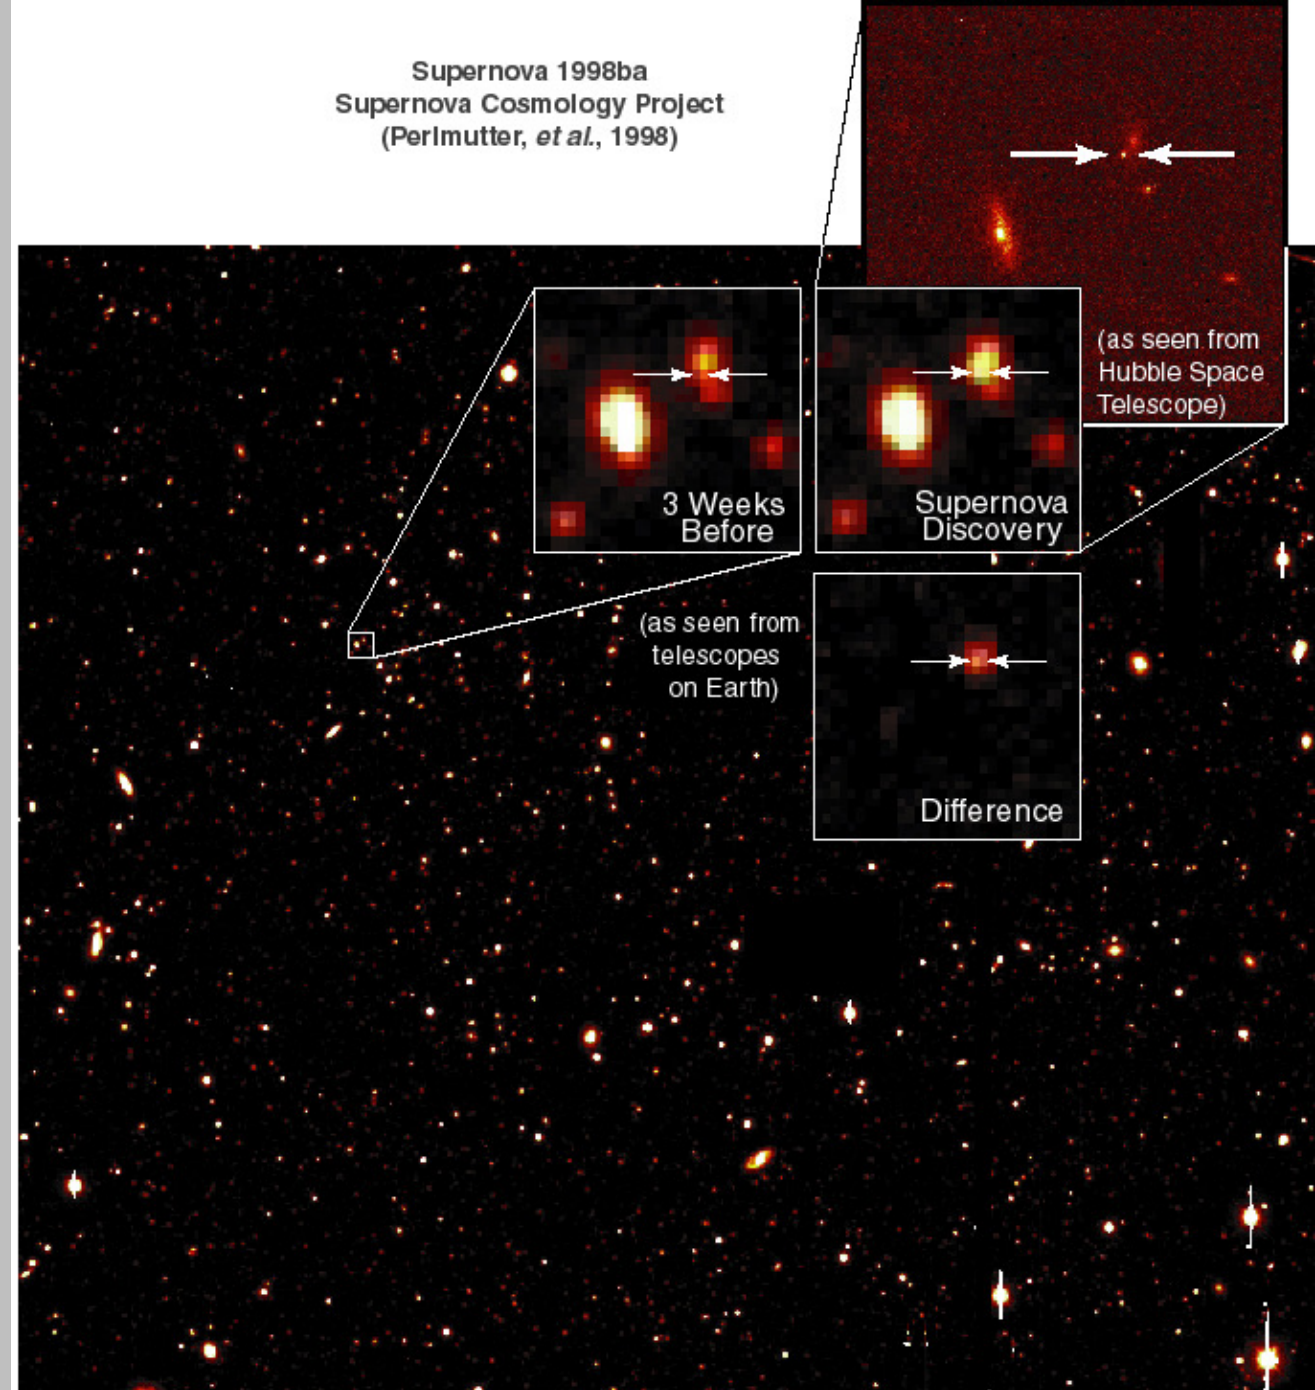 Supernova 1998ba
Supernova Cosmology Project
(Perlmutter, et al., 1998)
(as seen from
Hubble Space
Telescope)
3 Weeks
Before
Supernova
Discovery
(as seen from
telescopes
on Earth)
Difference